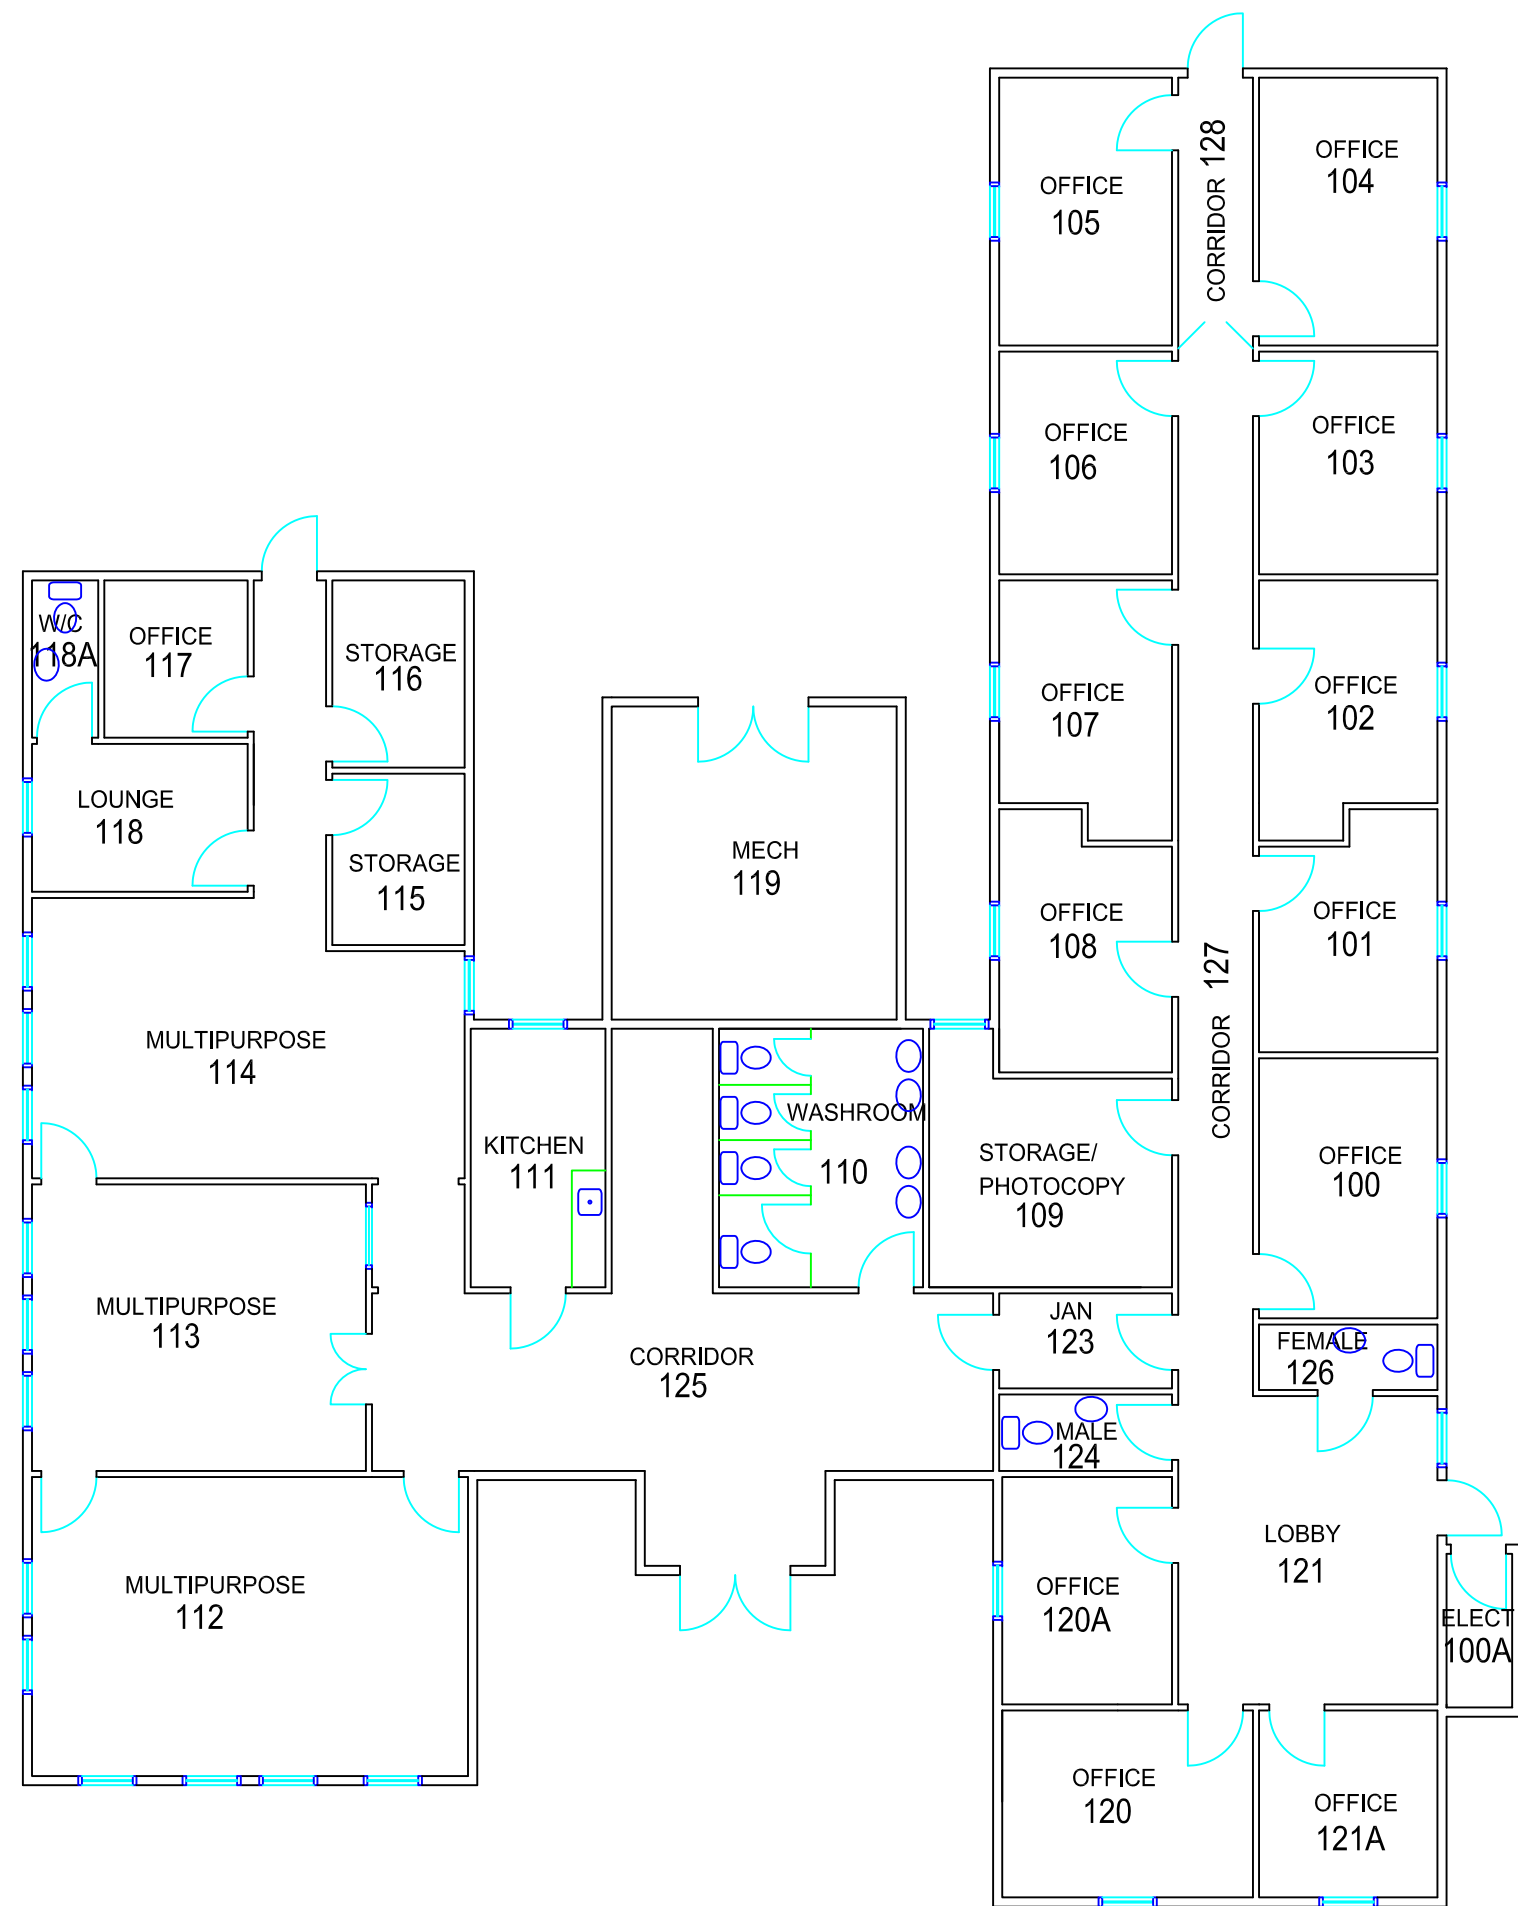 OFFICE
105
CORRIDOR 128
OFFICE
104
OFFICE
106
OFFICE
103
W/C
118A
OFFICE
117
STORAGE
116
OFFICE
107
OFFICE
102
LOUNGE
118
STORAGE
115
MECH
119
OFFICE
108
CORRIDOR 127
OFFICE
101
MULTIPURPOSE
114
KITCHEN
111
WASHROOM
110
STORAGE/
PHOTOCOPY
109
OFFICE
100
MULTIPURPOSE
113
CORRIDOR
125
JAN
123
FEMALE
126
MALE
124
MULTIPURPOSE
112
OFFICE
120A
LOBBY
121
ELECT
100A
OFFICE
120
OFFICE
121A